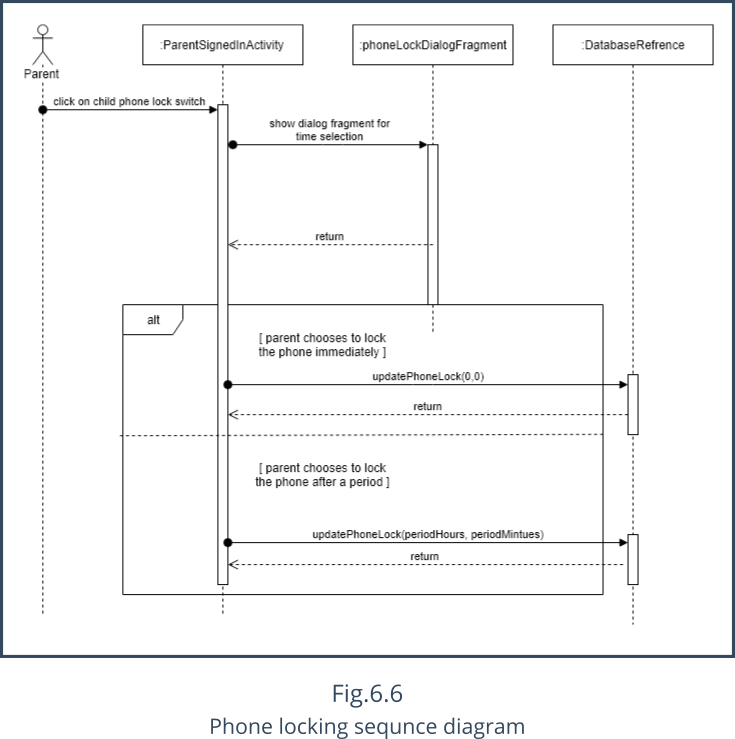 :ParentSignedInActivity
:phoneLockDialogFragment
:DatabaseRefrence
Parent
click on child phone lock switch
show dialog fragment for
time selection
return
alt
[ parent chooses to lock
the phone immediately ]
updatePhoneLock(0,0)
return
[ parent chooses to lock
the phone after a period ]
updatePhoneLock(periodHours, periodMintues)
return
Fig.6.6
Phone locking sequnce diagram